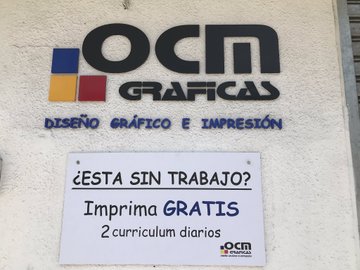 OCM
GRAFICAS
DISEÑO GRÁFICO E IMPRESIÓN
¿ESTA SIN TRABAJO?
Imprima GRATIS
2 curriculum diarios
OCM
GRAFICAS